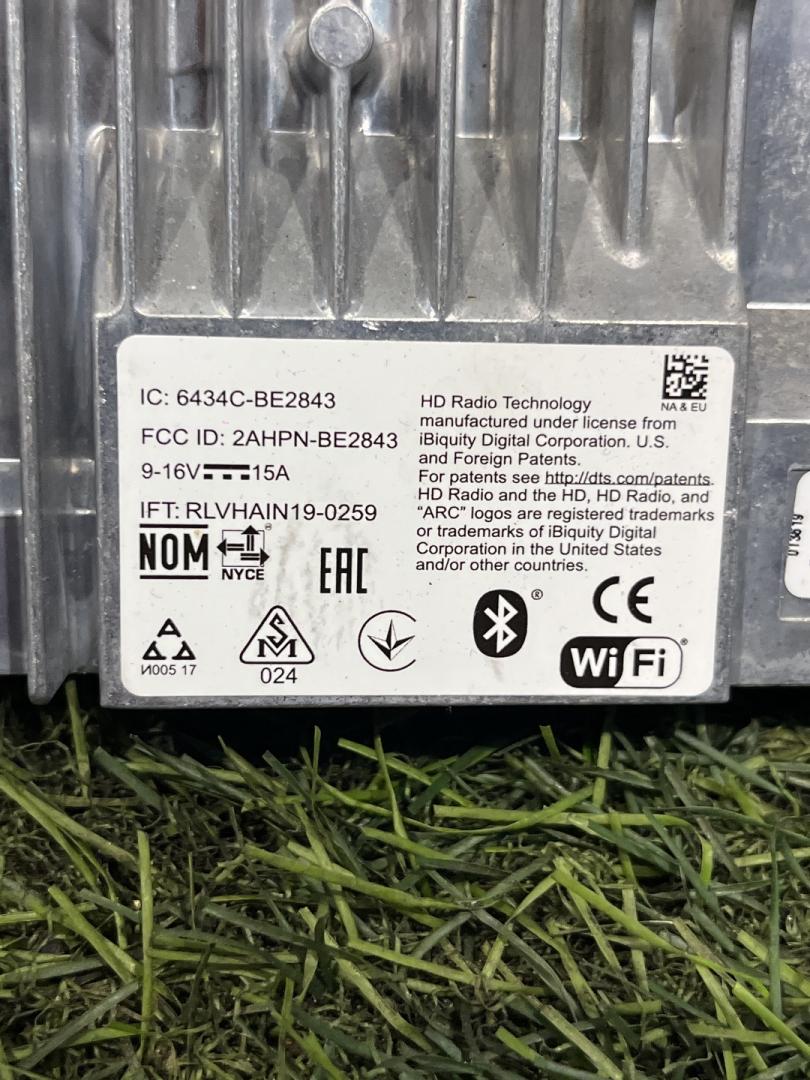 NA & EU
IC: 6434C-BE2843
FCC ID: 2AHPN-BE2843
9-16V 15A
IFT: RLVHAIN19-0259
NOM
NYCE
®
EAC
И005 17
SM
024
HD Radio Technology
manufactured under license from
iBiquity Digital Corporation. U.S.
and Foreign Patents.
For patents see http://dts.com/patents.
HD Radio and the HD, HD Radio, and
"ARC" logos are registered trademarks
or trademarks of iBiquity Digital
Corporation in the United States
and/or other countries.
®
CE
Wi Fi®